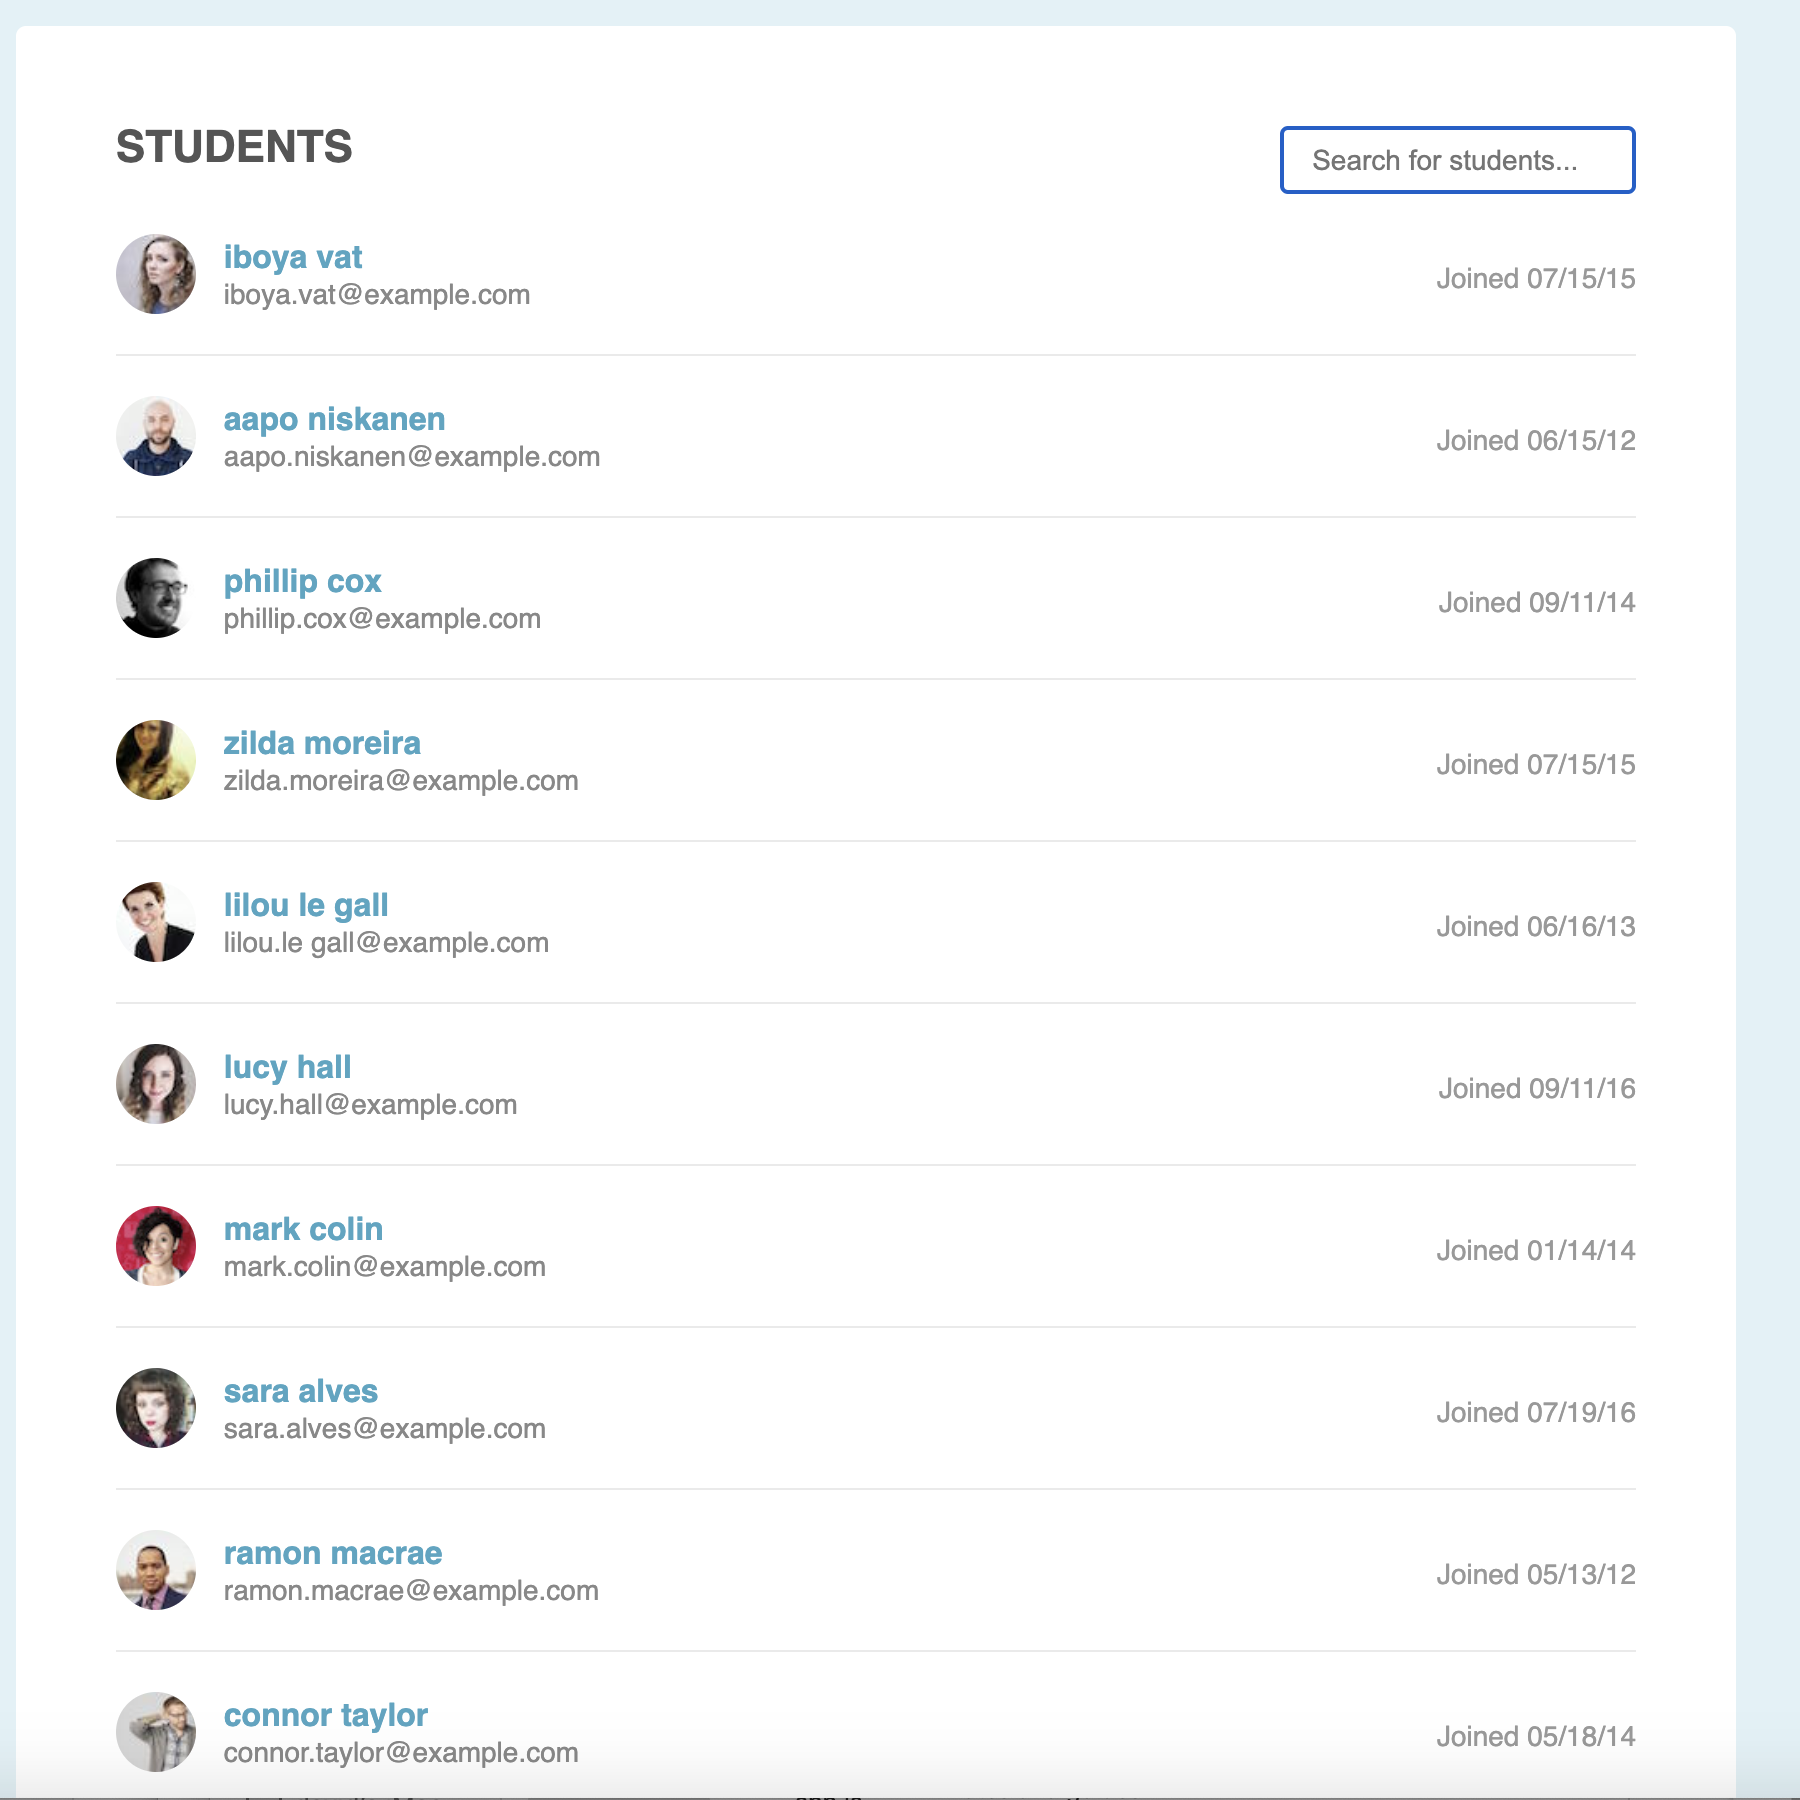 STUDENTS
Search for students...
iboya vat
iboya.vat@example.com
Joined 07/15/15
aapo niskanen
aapo.niskanen@example.com
Joined 06/15/12
phillip cox
phillip.cox@example.com
Joined 09/11/14
zilda moreira
zilda.moreira@example.com
Joined 07/15/15
lilou le gall
lilou.le gall@example.com
Joined 06/16/13
lucy hall
lucy.hall@example.com
Joined 09/11/16
mark colin
mark.colin@example.com
Joined 01/14/14
sara alves
sara.alves@example.com
Joined 07/19/16
ramon macrae
ramon.macrae@example.com
Joined 05/13/12
connor taylor
connor.taylor@example.com
Joined 05/18/14